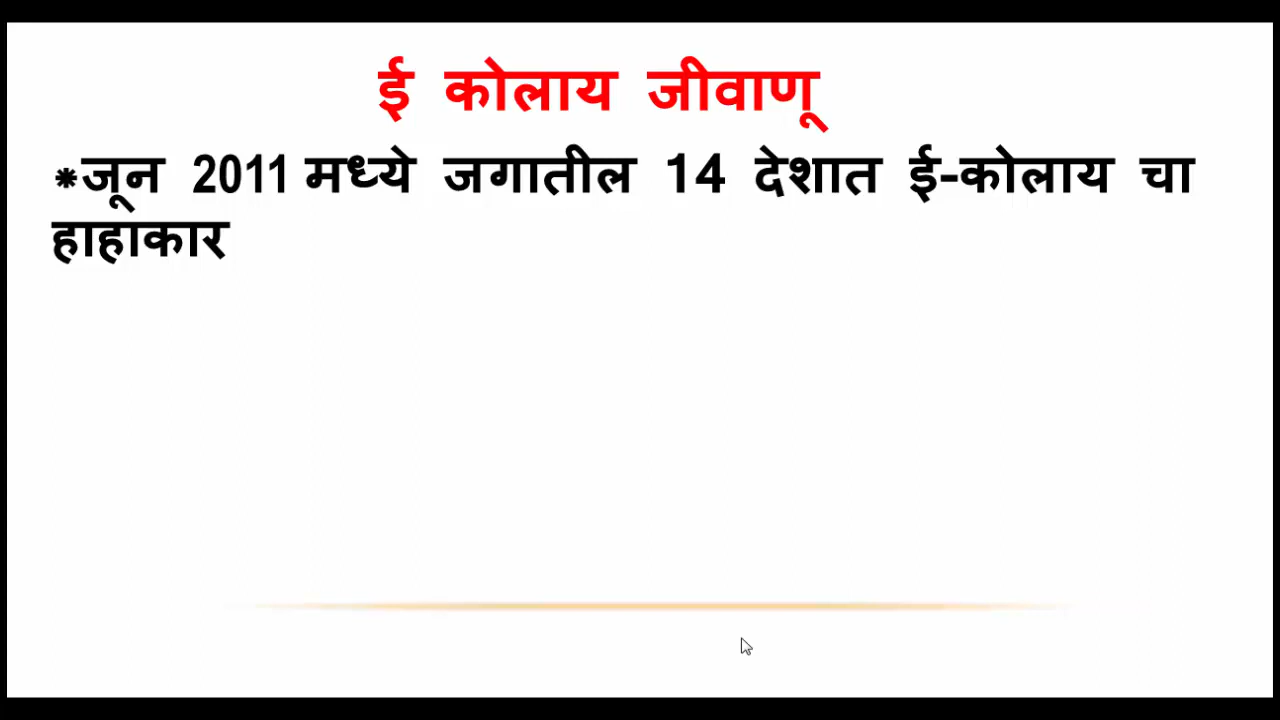 ई कोलाय जीवाणू
*जून 2011 मध्ये जगातील 14 देशात ई-कोलाय चा
हाहाकार